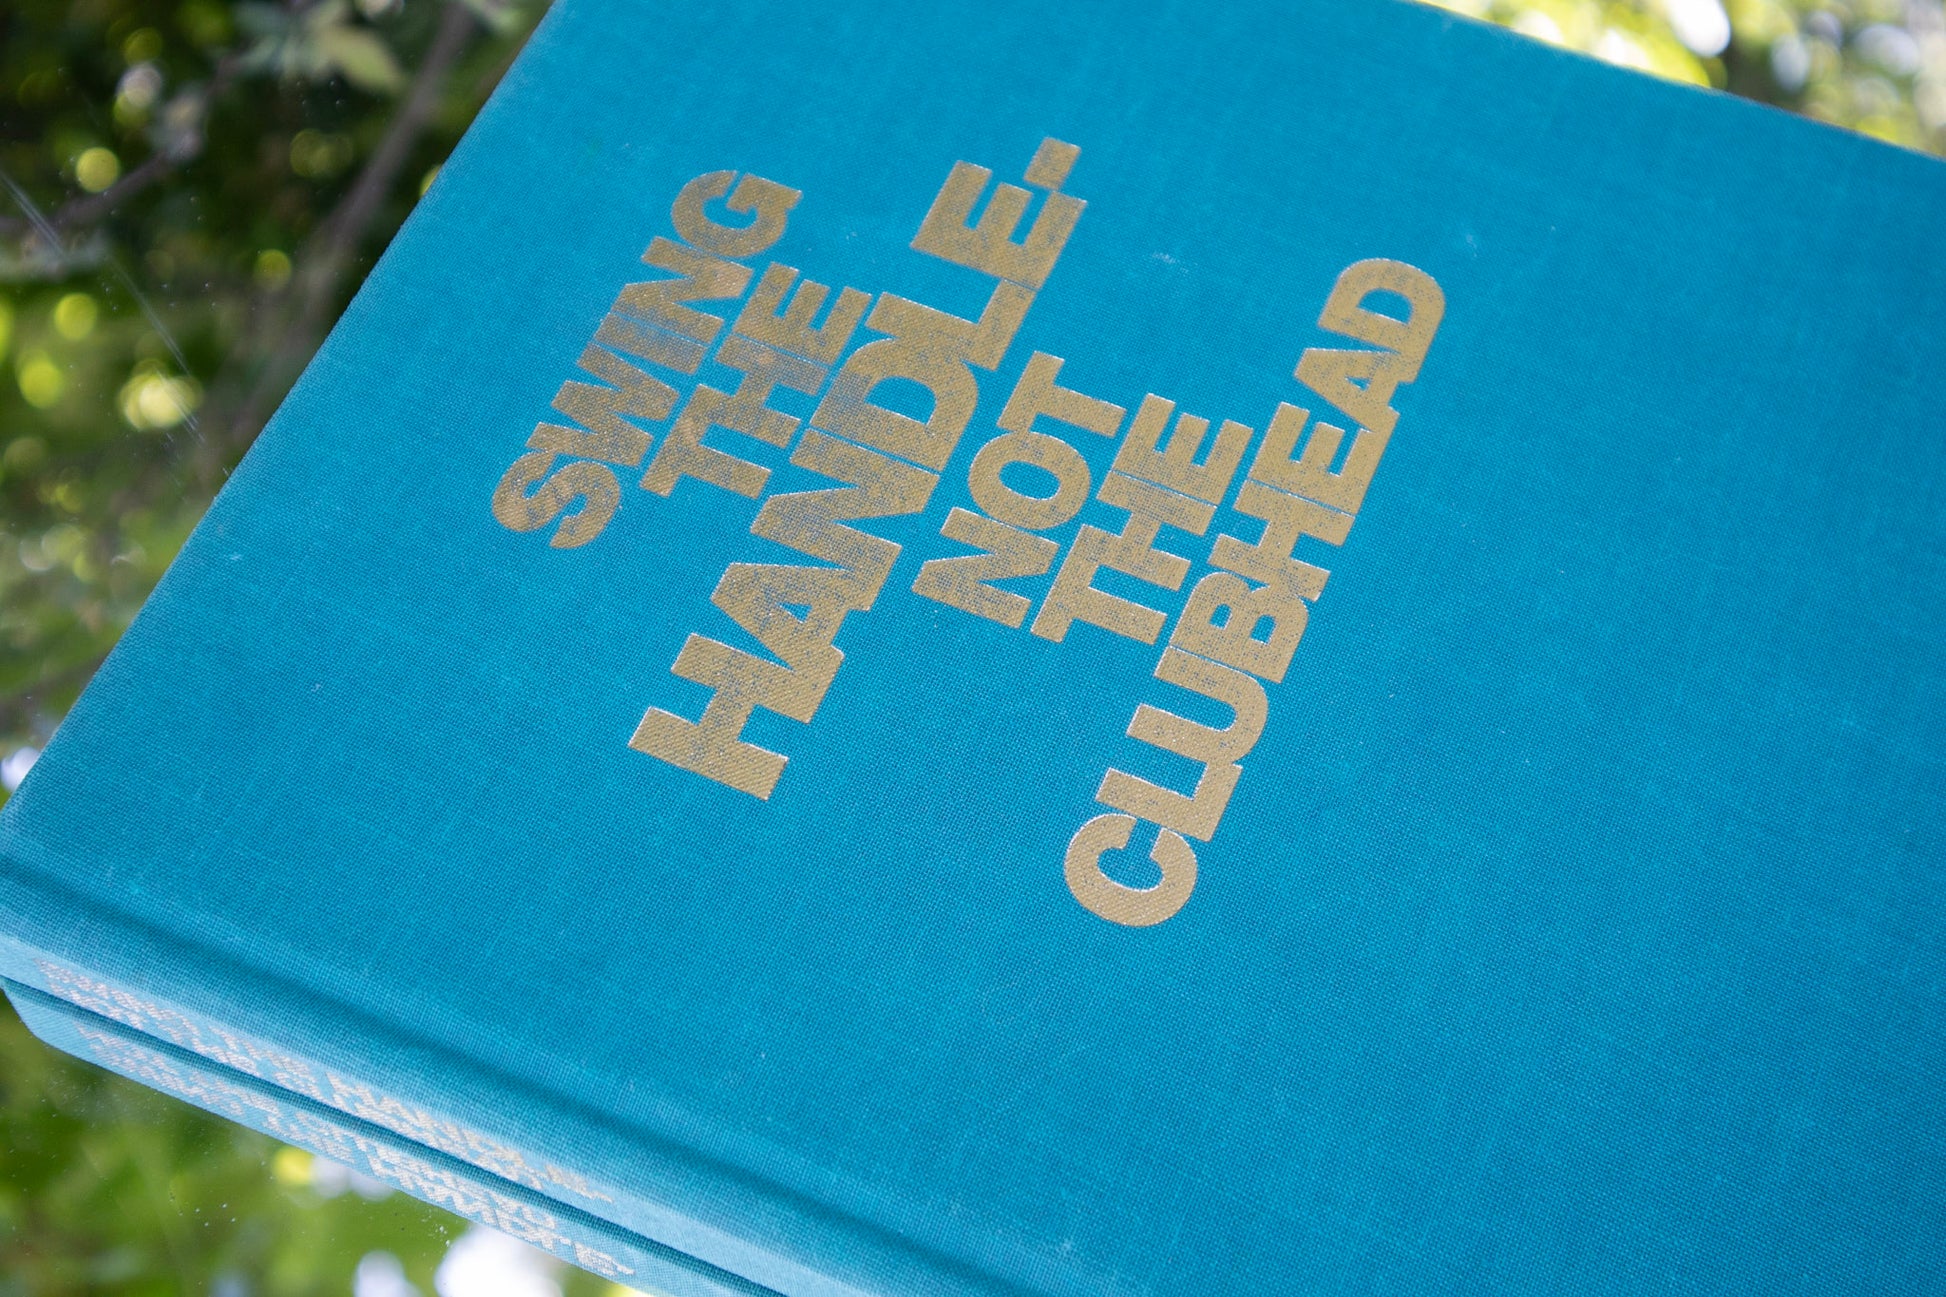 SWING
THE
HANDLE.
NOT
THE
CLUBHEAD